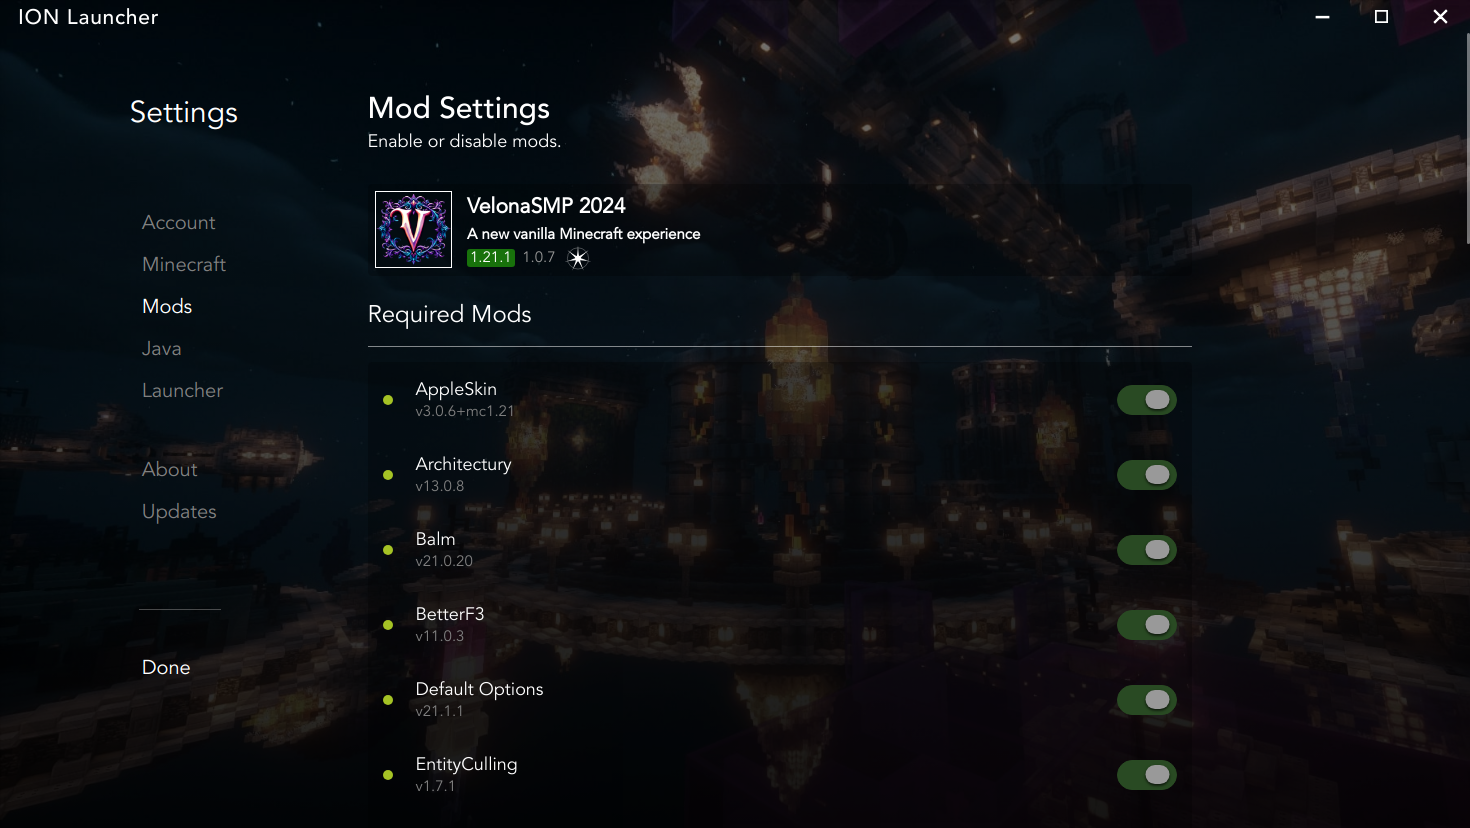 ION Launcher
Settings
Account
Minecraft
Mods
Java
Launcher
About
Updates
Done
Mod Settings
Enable or disable mods.
V
VelonaSMP 2024
A new vanilla Minecraft experience
1.21.1 1.0.7
Required Mods
AppleSkin
v3.0.6+mc1.21
Architectury
v13.0.8
Balm
v21.0.20
BetterF3
v11.0.3
Default Options
v21.1.1
EntityCulling
v1.7.1